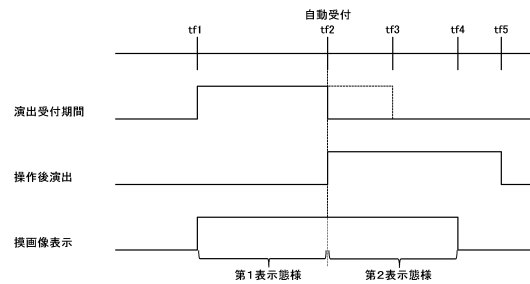 自動受付
tf1 tf2 tf3 tf4 tf5
演出受付期間
操作後演出
摸画像表示
第1表示態様 第2表示態様